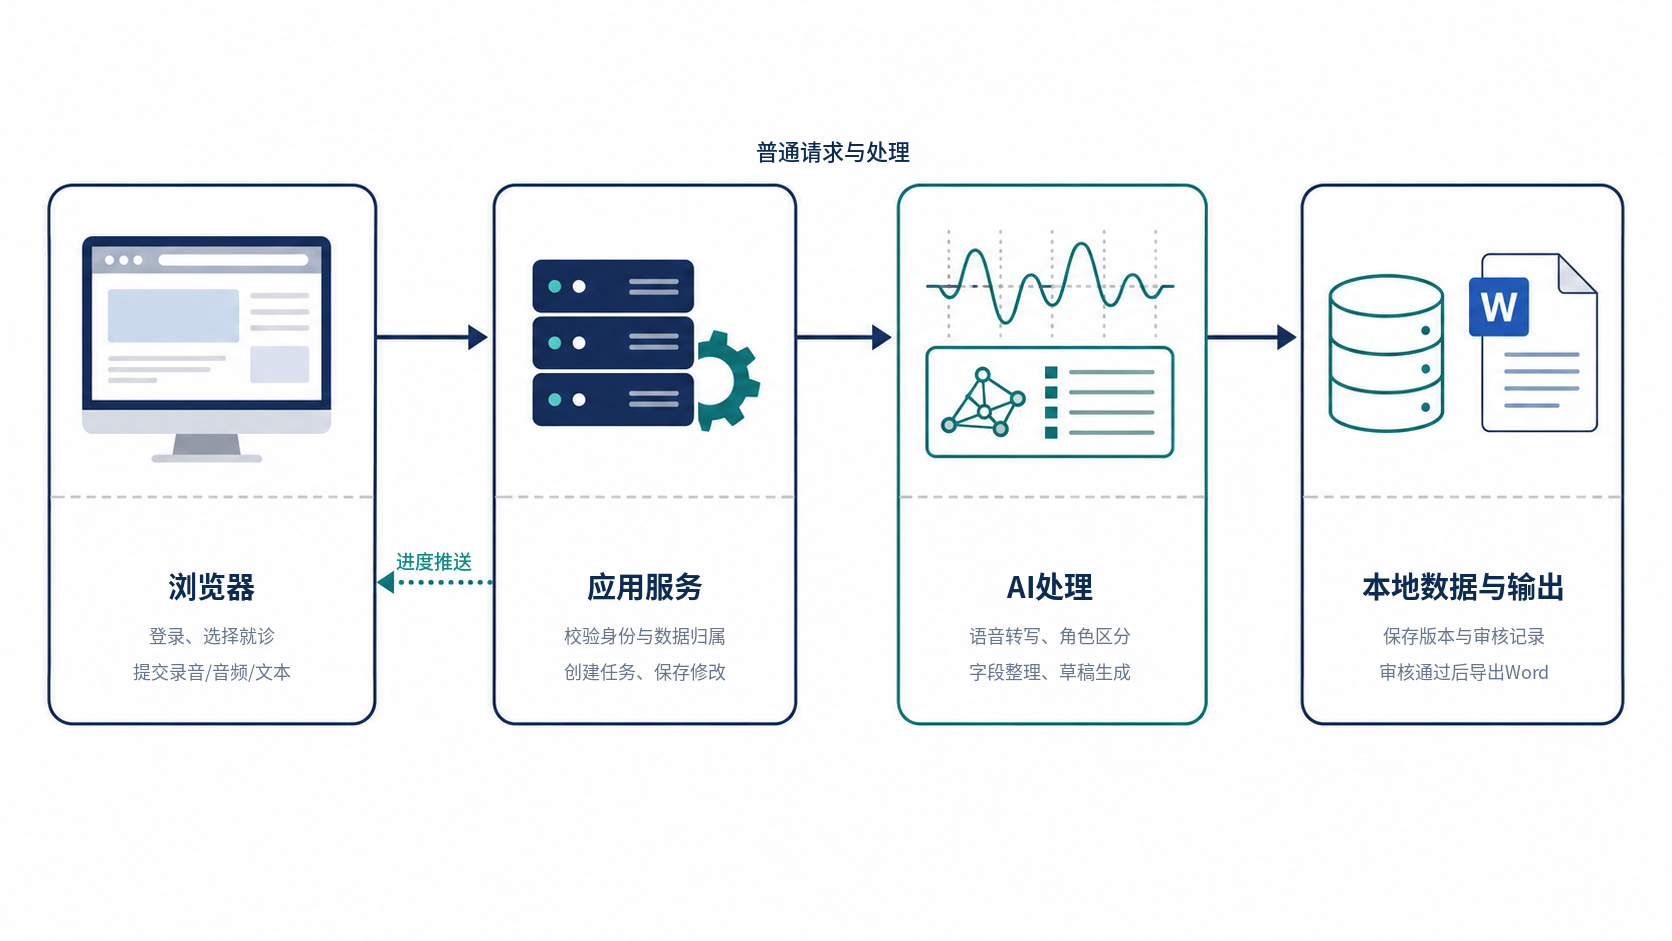 普通请求与处理
W
进度推送
浏览器
登录、选择就诊
提交录音/音频/文本
应用服务
校验身份与数据归属
创建任务、保存修改
AI处理
语音转写、角色区分
字段整理、草稿生成
本地数据与输出
保存版本与审核记录
审核通过后导出Word